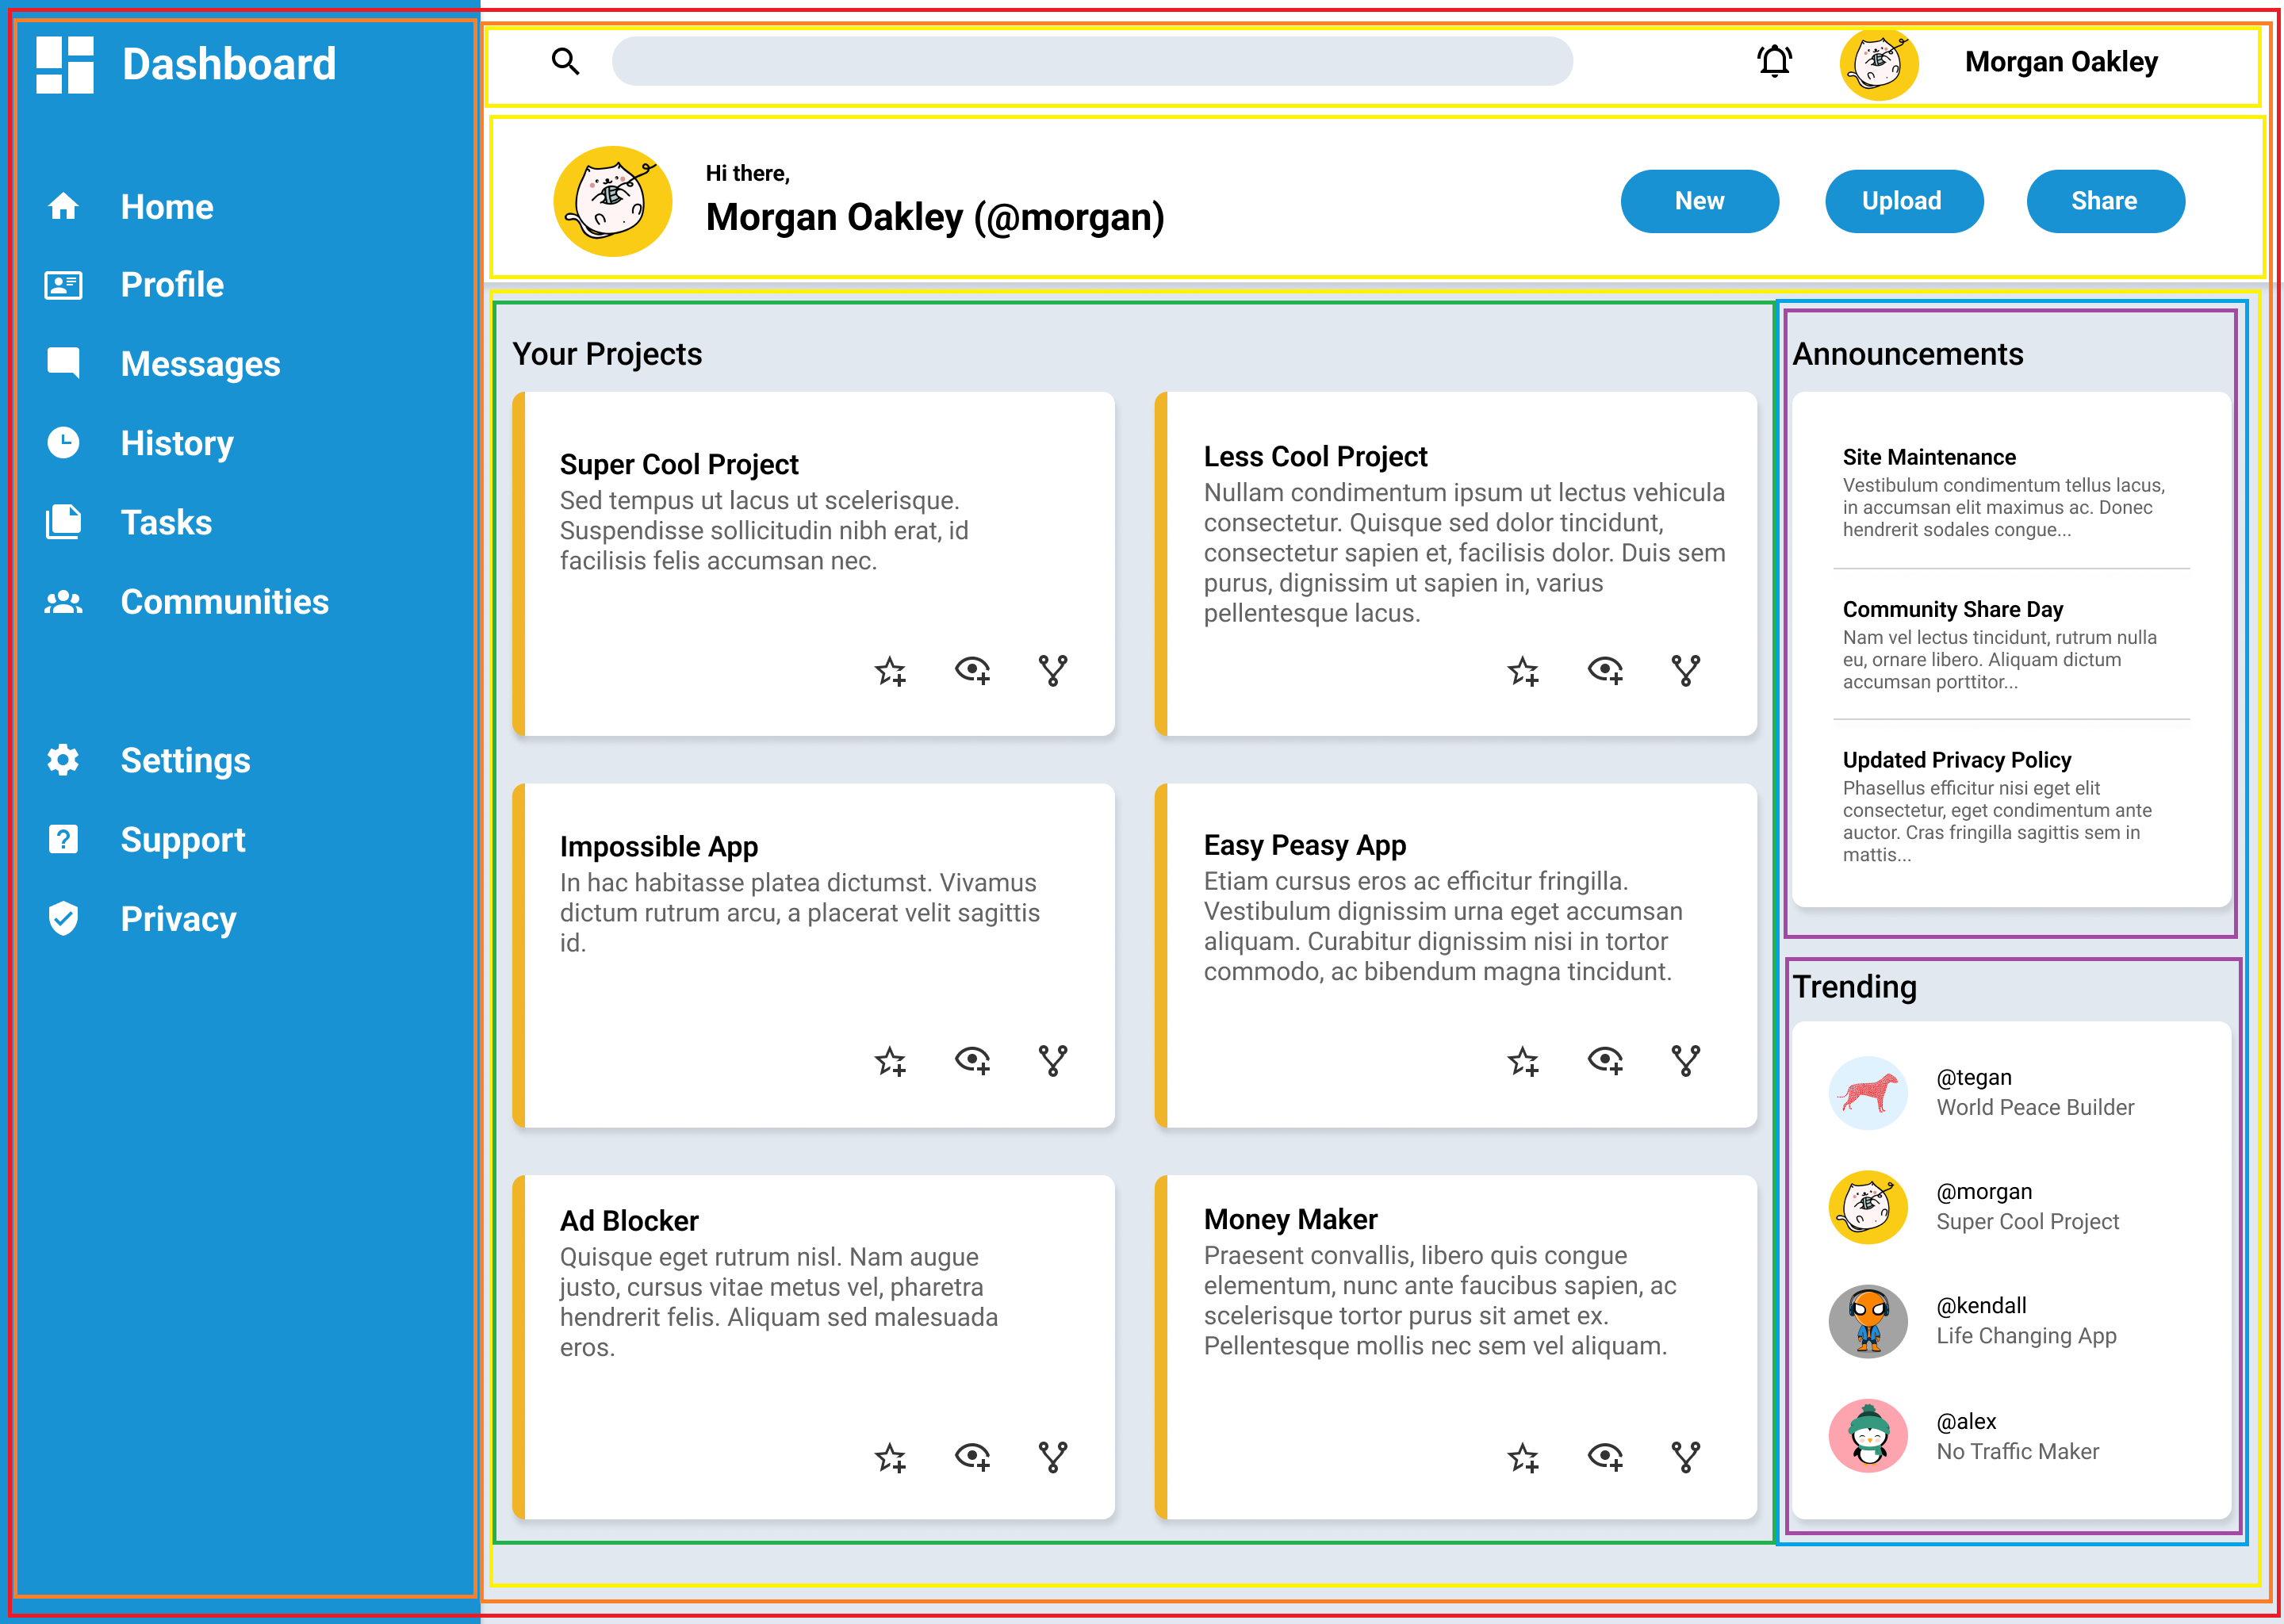 Dashboard
Home
Profile
Messages
History
Tasks
Communities
Settings
Support
Privacy
Morgan Oakley
Hi there,
Morgan Oakley (@morgan)
New
Upload
Share
Your Projects
Super Cool Project
Sed tempus ut lacus ut scelerisque.
Suspendisse sollicitudin nibh erat, id
facilisis felis accumsan nec.
Less Cool Project
Nullam condimentum ipsum ut lectus vehicula
consectetur. Quisque sed dolor tincidunt,
consectetur sapien et, facilisis dolor. Duis sem
purus, dignissim ut sapien in, varius
pellentesque lacus.
Impossible App
In hac habitasse platea dictumst. Vivamus
dictum rutrum arcu, a placerat velit sagittis
id.
Easy Peasy App
Etiam cursus eros ac efficitur fringilla.
Vestibulum dignissim urna eget accumsan
aliquam. Curabitur dignissim nisi in tortor
commodo, ac bibendum magna tincidunt.
Ad Blocker
Quisque eget rutrum nisl. Nam augue
justo, cursus vitae metus vel, pharetra
hendrerit felis. Aliquam sed malesuada
eros.
Money Maker
Praesent convallis, libero quis congue
elementum, nunc ante faucibus sapien, ac
scelerisque tortor purus sit amet ex.
Pellentesque mollis nec sem vel aliquam.
Announcements
Site Maintenance
Vestibulum condimentum tellus lacus,
in accumsan elit maximus ac. Donec
hendrerit sodales congue...
Community Share Day
Nam vel lectus tincidunt, rutrum nulla
eu, ornare libero. Aliquam dictum
accumsan porttitor...
Updated Privacy Policy
Phasellus efficitur nisi eget elit
consectetur, eget condimentum ante
auctor. Cras fringilla sagittis sem in
mattis...
Trending
@tegan
World Peace Builder
@morgan
Super Cool Project
@kendall
Life Changing App
@alex
No Traffic Maker